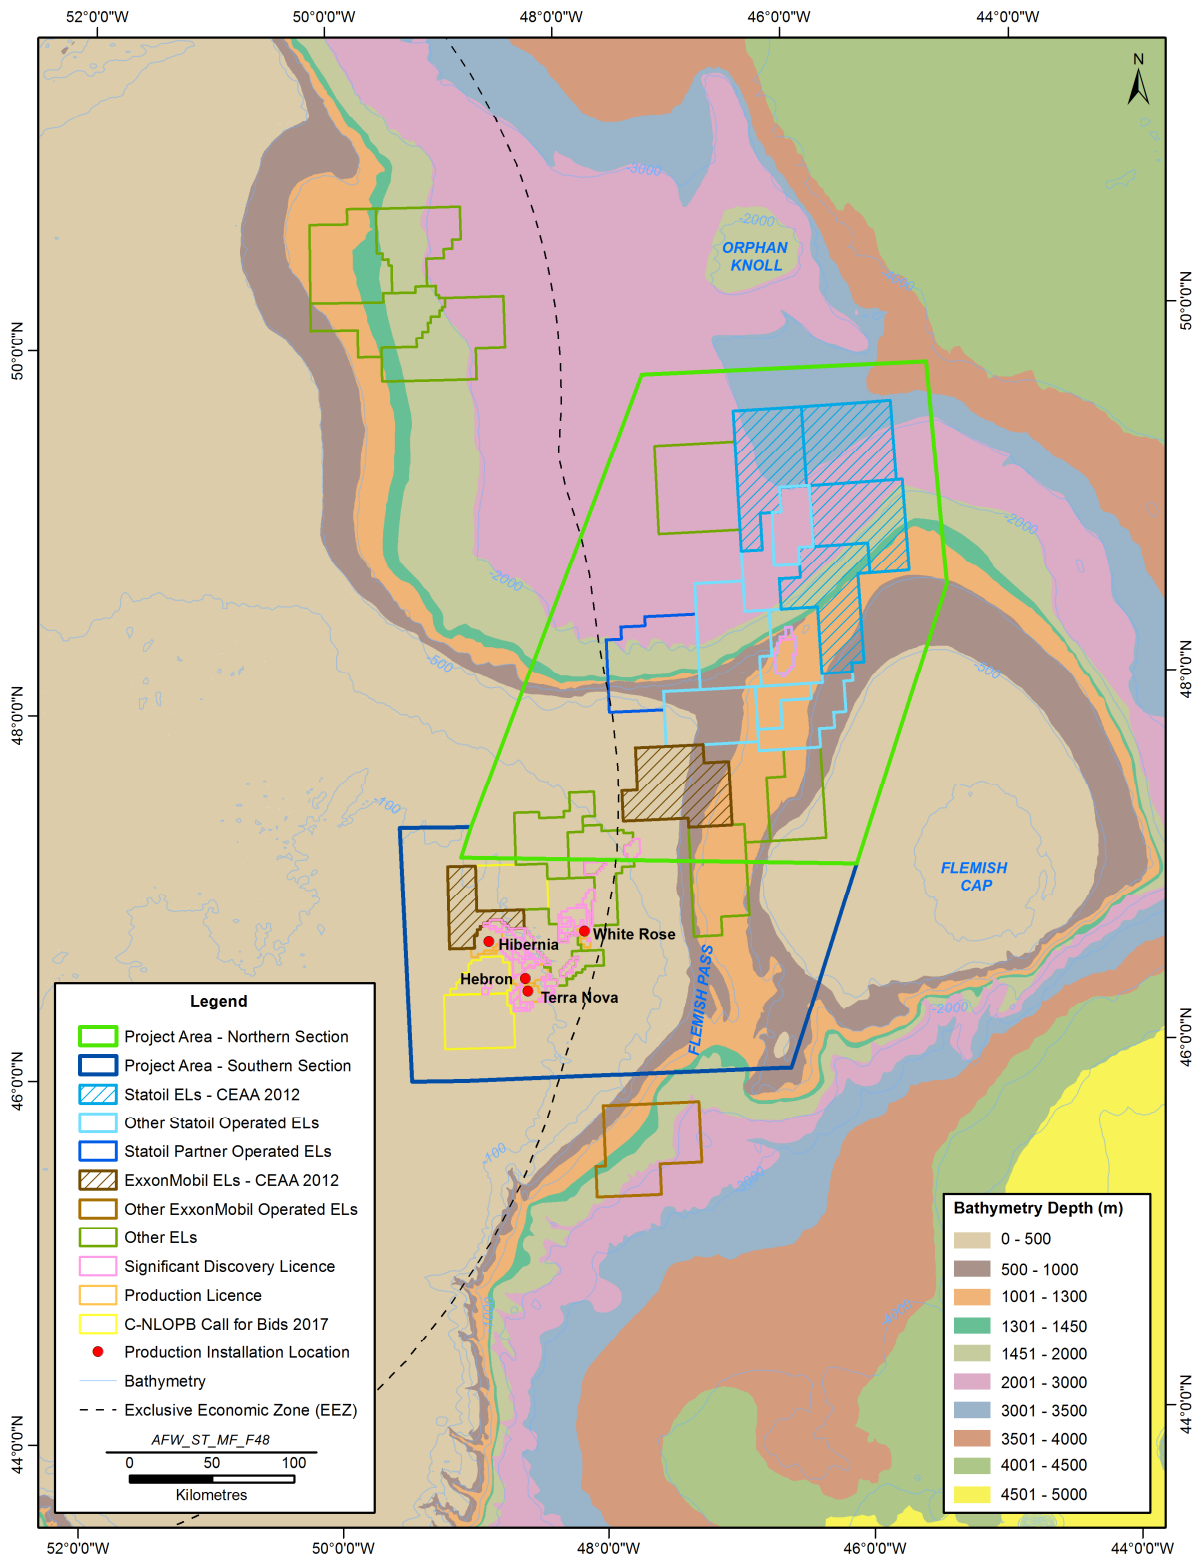 52°0'0"W
50°0'0"W
48°0'0"W
46°0'0"W
44°0'0"W
N
-3000
-2000
ORPHAN
KNOLL
50°0'0"N
50°0'0"N
-2000
-2000
-500
-500
48°0'0"N
48°0'0"N
-100
FLEMISH
CAP
White Rose
Hibernia
Hebron
Terra Nova
FLEMISH PASS
-2000
46°0'0"N
46°0'0"N
-100
-3000
-4000
44°0'0"N
44°0'0"N
Legend
Project Area - Northern Section
Project Area - Southern Section
Statoil ELs - CEAA 2012
Other Statoil Operated ELs
Statoil Partner Operated ELs
ExxonMobil ELs - CEAA 2012
Other ExxonMobil Operated ELs
Other ELs
Significant Discovery Licence
Production Licence
C-NLOPB Call for Bids 2017
Production Installation Location
Bathymetry
Exclusive Economic Zone (EEZ)
AFW_ST_MF_F48
0 50 100
Kilometres
Bathymetry Depth (m)
0 - 500
500 - 1000
1001 - 1300
1301 - 1450
1451 - 2000
2001 - 3000
3001 - 3500
3501 - 4000
4001 - 4500
4501 - 5000
52°0'0"W
50°0'0"W
48°0'0"W
46°0'0"W
44°0'0"W